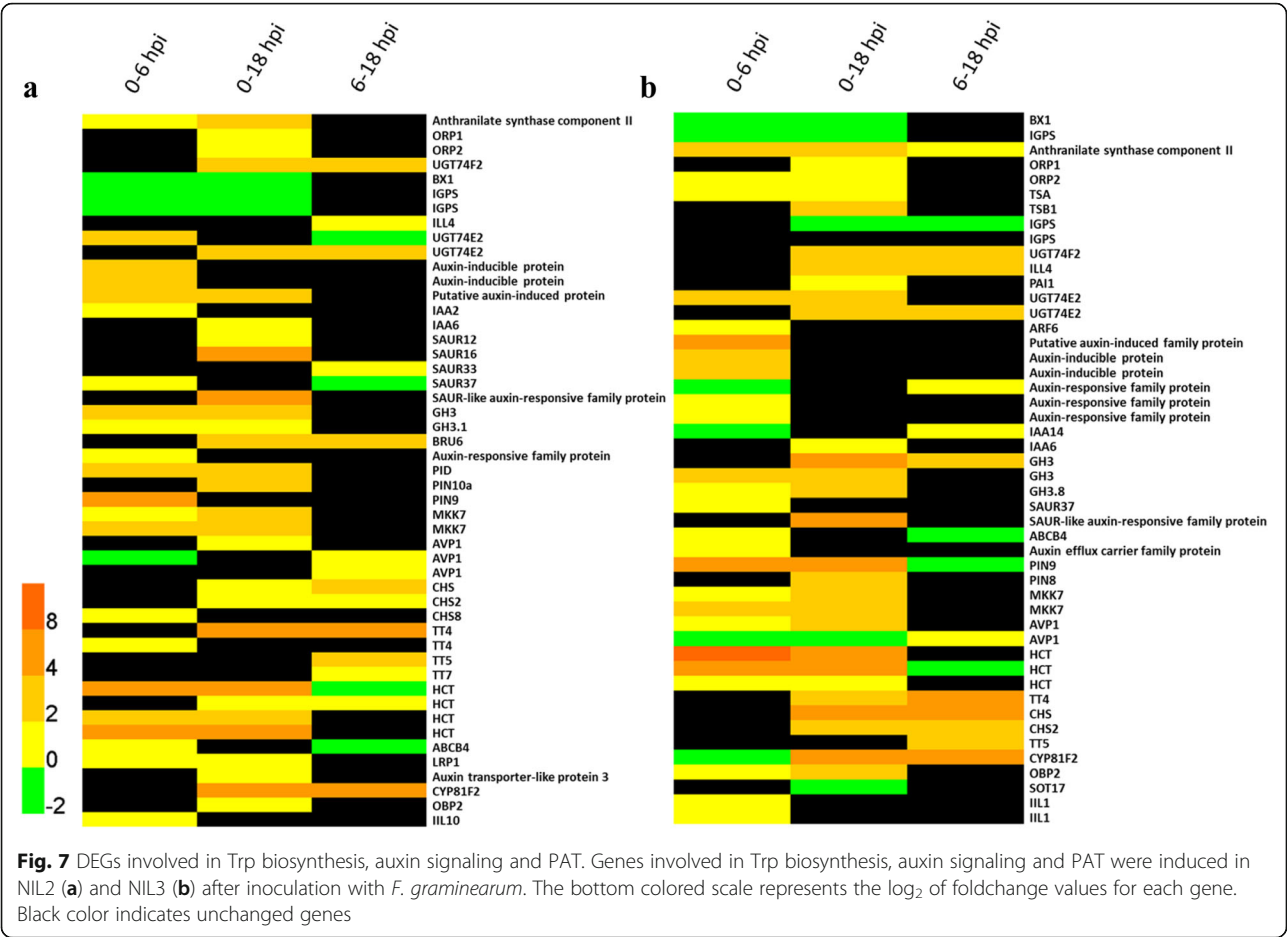 a
0-6 hpi
0-18 hpi
6-18 hpi
Anthranilate synthase component II
ORP1
ORP2
UGT74F2
BX1
IGPS
IGPS
ILL4
UGT74E2
UGT74E2
Auxin-inducible protein
Auxin-inducible protein
Putative auxin-induced protein
IAA2
IAA6
SAUR12
SAUR16
SAUR33
SAUR37
SAUR-like auxin-responsive family protein
GH3
GH3.1
BRU6
Auxin-responsive family protein
PID
PIN10a
PIN9
MKK7
MKK7
AVP1
AVP1
AVP1
CHS
CHS2
CHS8
TT4
TT4
TT5
TT7
HCT
HCT
HCT
HCT
ABCB4
LRP1
Auxin transporter-like protein 3
CYP81F2
OBP2
IIL10
8
4
2
0
-2
b
0-6 hpi
0-18 hpi
6-18 hpi
BX1
IGPS
Anthranilate synthase component II
ORP1
ORP2
TSA
TSB1
IGPS
IGPS
UGT74F2
ILL4
PAI1
UGT74E2
UGT74E2
ARF6
Putative auxin-induced family protein
Auxin-inducible protein
Auxin-inducible protein
Auxin-responsive family protein
Auxin-responsive family protein
Auxin-responsive family protein
IAA14
IAA6
GH3
GH3
GH3.8
SAUR37
SAUR-like auxin-responsive family protein
ABCB4
Auxin efflux carrier family protein
PIN9
PIN8
MKK7
MKK7
AVP1
AVP1
HCT
HCT
HCT
TT4
CHS
CHS2
TT5
CYP81F2
OBP2
SOT17
IIL1
IIL1
Fig. 7 DEGs involved in Trp biosynthesis, auxin signaling and PAT. Genes involved in Trp biosynthesis, auxin signaling and PAT were induced in
NIL2 (a) and NIL3 (b) after inoculation with F. graminearum. The bottom colored scale represents the log2 of foldchange values for each gene.
Black color indicates unchanged genes